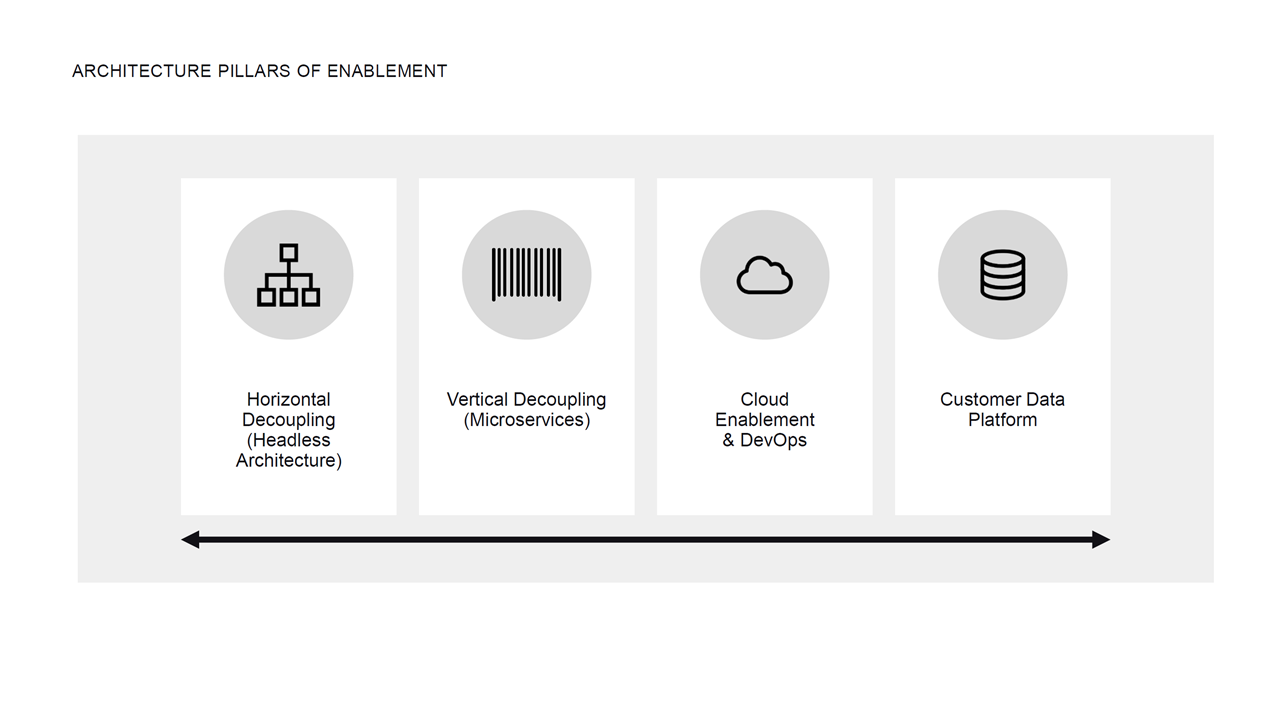 ARCHITECTURE PILLARS OF ENABLEMENT
Horizontal
Decoupling
(Headless
Architecture)
Vertical Decoupling
(Microservices)
Cloud
Enablement
& DevOps
Customer Data
Platform